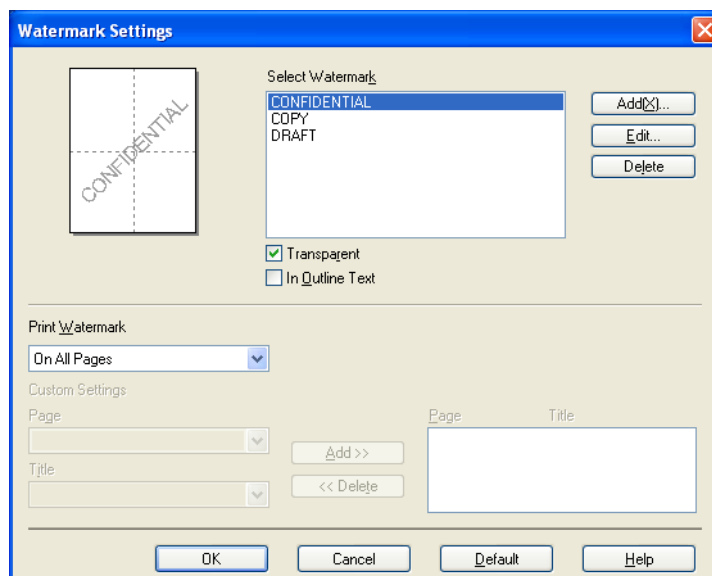 Watermark Settings
CONFIDENTIAL
Select Watermark
CONFIDENTIAL
COPY
DRAFT
Add(X)...
Edit...
Delete
Transparent
In Outline Text
Print Watermark
On All Pages
Custom Settings
Page
Title
Add >>
<< Delete
Page Title
OK Cancel Default Help